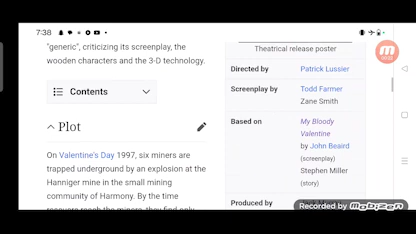 7:38
"generic", criticizing its screenplay, the
wooden characters and the 3-D technology.
Contents
Plot
On Valentine's Day 1997, six miners are
trapped underground by an explosion at the
Hanniger mine in the small mining
community of Harmony. By the time
Theatrical release poster
Directed by Patrick Lussier
Screenplay by Todd Farmer
Zane Smith
Based on My Bloody
Valentine
by John Beaird
(screenplay)
Stephen Miller
(story)
Produced by
Recorded by mobizen